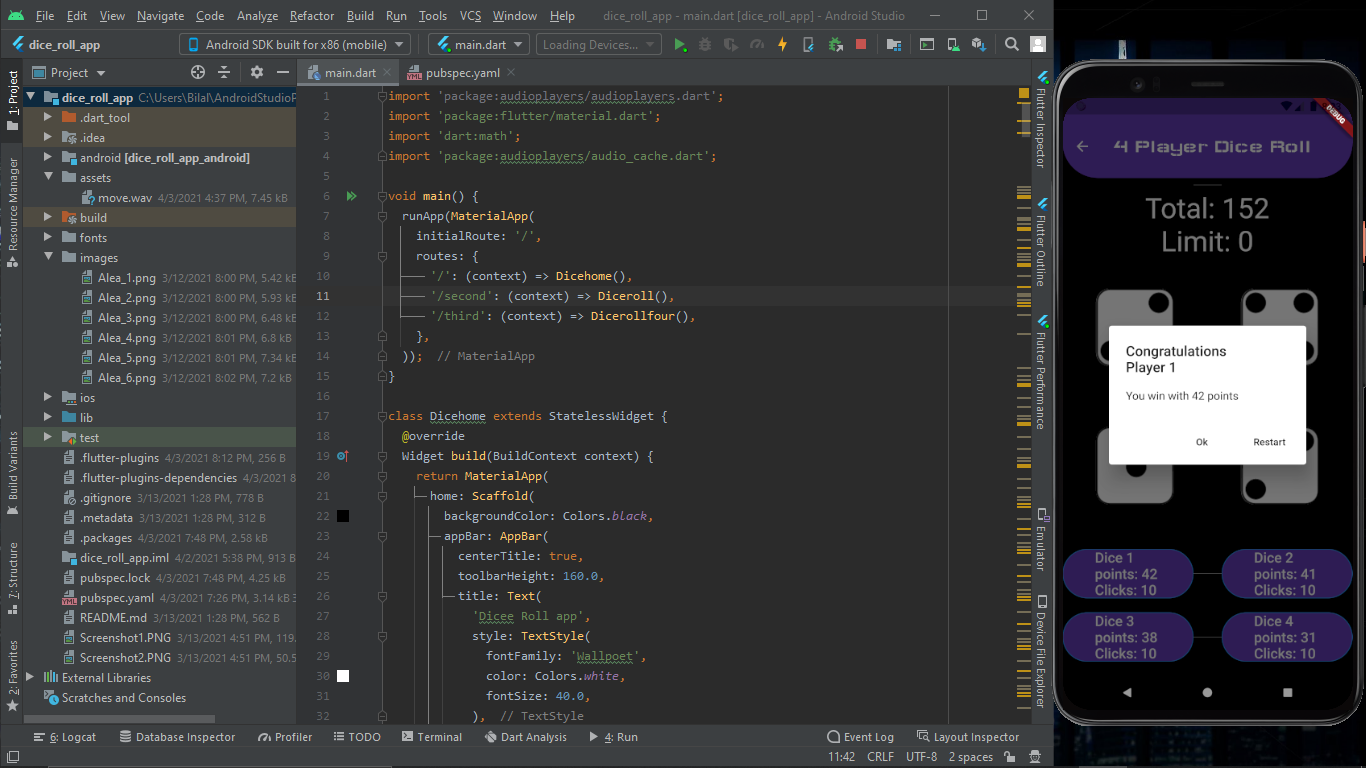 File Edit View Navigate Code Analyze Refactor Build Run Tools VCS Window Help dice_roll_app - main.dart [dice_roll_app] - Android Studio
dice_roll_app
Android SDK built for x86 (mobile)
main.dart
Loading Devices...
Project
main.dart
pubspec.yaml
1: Project
Resource Manager
Build Variants
7: Structure
2: Favorites
dice_roll_app C:\Users\Bilal\AndroidStudioP
.dart_tool
.idea
android [dice_roll_app_android]
assets
move.wav 4/3/2021 4:37 PM, 7.45 kB
build
fonts
images
Alea_1.png 3/12/2021 8:00 PM, 5.42 kB
Alea_2.png 3/12/2021 8:00 PM, 5.93 kB
Alea_3.png 3/12/2021 8:00 PM, 6.48 kB
Alea_4.png 3/12/2021 8:01 PM, 6.8 kB
Alea_5.png 3/12/2021 8:01 PM, 7.34 kB
Alea_6.png 3/12/2021 8:02 PM, 7.2 kB
ios
lib
test
.flutter-plugins 4/3/2021 8:12 PM, 256 B
.flutter-plugins-dependencies 4/3/2021 8
.gitignore 3/13/2021 1:28 PM, 778 B
.metadata 3/13/2021 1:28 PM, 312 B
.packages 4/3/2021 7:48 PM, 2.58 kB
dice_roll_app.iml 4/2/2021 5:38 PM, 913 B
pubspec.lock 4/3/2021 7:48 PM, 4.25 kB
pubspec.yaml 4/3/2021 7:26 PM, 3.14 kB 3
README.md 3/13/2021 1:28 PM, 562 B
Screenshot1.PNG 3/13/2021 4:51 PM, 119.
Screenshot2.PNG 3/13/2021 4:51 PM, 50.5
External Libraries
Scratches and Consoles
1 import 'package:audioplayers/audioplayers.dart';
2 import 'package:flutter/material.dart';
3 import 'dart:math';
4 import 'package:audioplayers/audio_cache.dart';
5
6 void main() {
7 runApp(MaterialApp(
8 initialRoute: '/',
9 routes: {
10 '/': (context) => Dicehome(),
11 '/second': (context) => Diceroll(),
12 '/third': (context) => Dicerollfour(),
13 },
14 )); // MaterialApp
15 }
16
17 class Dicehome extends StatelessWidget {
18 @override
19 Widget build(BuildContext context) {
20 return MaterialApp(
21 home: Scaffold(
22 backgroundColor: Colors.black,
23 appBar: AppBar(
24 centerTitle: true,
25 toolbarHeight: 160.0,
26 title: Text(
27 'Dicee Roll app',
28 style: TextStyle(
29 fontFamily: 'Wallpoet',
30 color: Colors.white,
31 fontSize: 40.0,
32 ), // TextStyle
Flutter Inspector
Flutter Outline
Flutter Performance
Emulator
Device File Explorer
6: Logcat Database Inspector Profiler TODO Terminal Dart Analysis 4: Run Event Log Layout Inspector
11:42 CRLF UTF-8 2 spaces
DEBUG
4 Player Dice Roll
Total: 152
Limit: 0
Congratulations
Player 1
You win with 42 points
Ok Restart
Dice 1
points: 42
Clicks: 10
Dice 2
points: 41
Clicks: 10
Dice 3
points: 38
Clicks: 10
Dice 4
points: 31
Clicks: 10